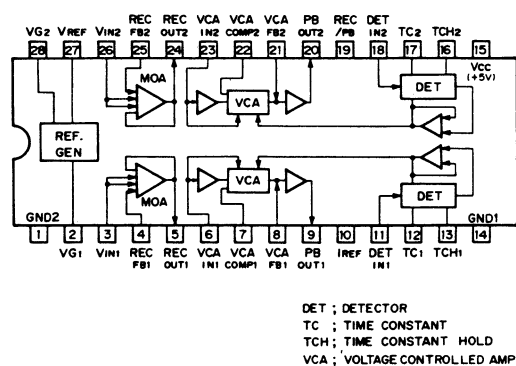 REC REC VCA VCA VCA PB REC DET
VG2 VREF VIN2 FB2 OUT2 IN2 COMP2 FB2 OUT2 /PB IN2 TC2 TCH2
28 27 26 25 24 23 22 21 20 19 18 17 16 15
VCC
(+5V)
MOA
VCA
DET
REF.
GEN
MOA
VCA
DET
GND2
GND1
1 2 3 4 5 6 7 8 9 10 11 12 13 14
VG1 VIN1 REC REC VCA VCA VCA PB IREF DET TC1 TCH1
FB1 OUT1 IN1 COMP1 FB1 OUT1 IN1
DET ; DETECTOR
TC ; TIME CONSTANT
TCH ; TIME CONSTANT HOLD
VCA ; VOLTAGE CONTROLLED AMP